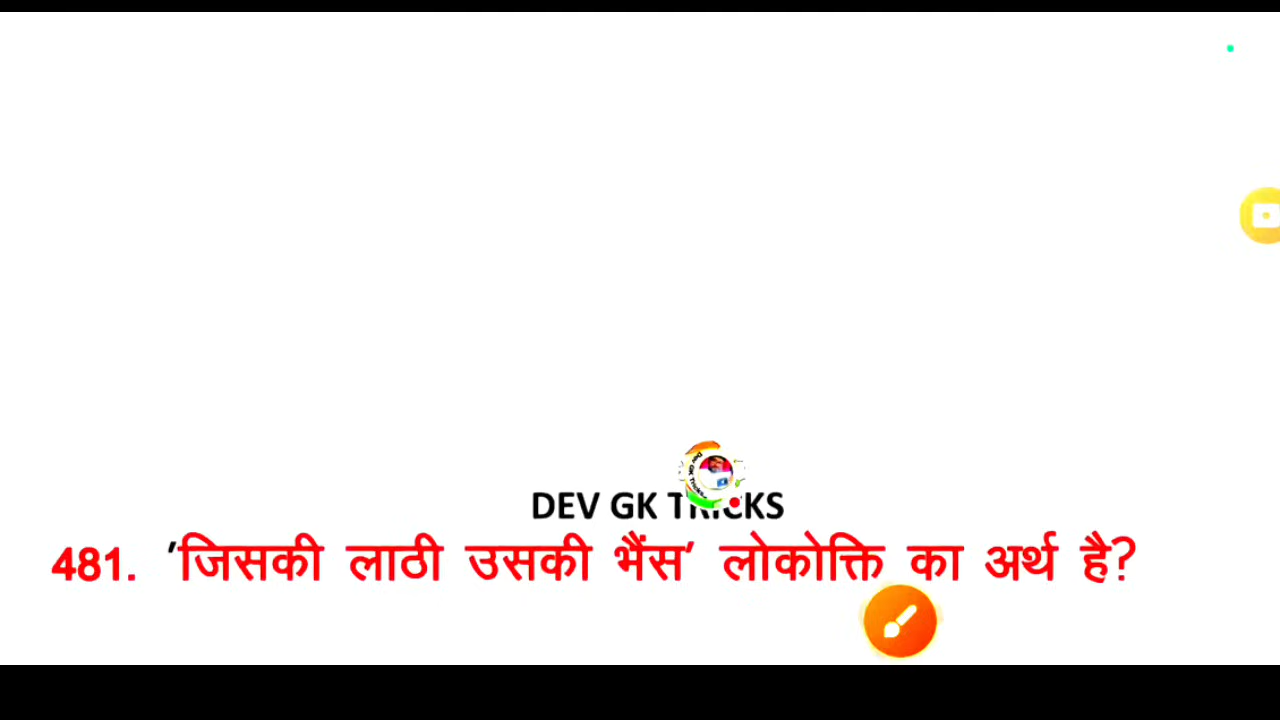 DEV GK TRICKS
481. 'जिसकी लाठी उसकी भैंस' लोकोक्ति का अर्थ है?